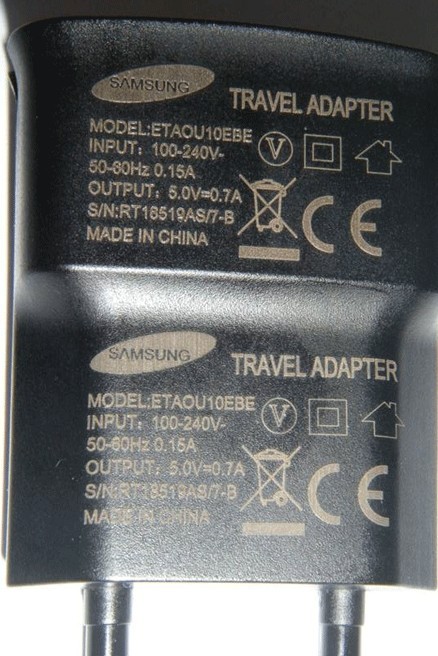 SAMSUNG
TRAVEL ADAPTER
MODEL:ETAOU10EBE
INPUT: 100-240V-
50-60Hz 0.15A
OUTPUT: 5.0V=0.7A
S/N:RT18519AS/7-B
MADE IN CHINA
V
CE
SAMSUNG
TRAVEL ADAPTER
MODEL:ETAOU10EBE
INPUT: 100-240V-
50-60Hz 0.15A
OUTPUT: 5.0V=0.7A
S/N:RT18519AS/7-B
MADE IN CHINA
V
CE